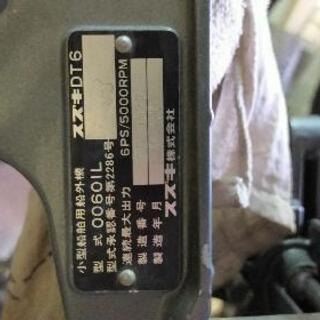 スズキDT6
小型船舶用船外機
型式 00601L
型式承認番号第2286号
連続最大出力 6PS/5000RPM
製造番号
製造年月
スズキ株式会社